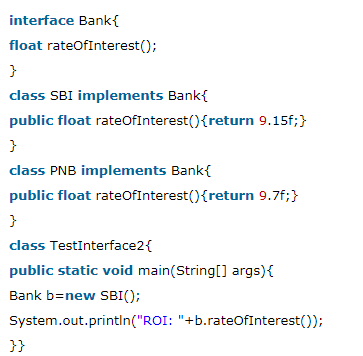 interface Bank{
float rateOfInterest();
}
class SBI implements Bank{
public float rateOfInterest(){return 9.15f;}
}
class PNB implements Bank{
public float rateOfInterest(){return 9.7f;}
}
class TestInterface2{
public static void main(String[] args){
Bank b=new SBI();
System.out.println("ROI: "+b.rateOfInterest());
}}